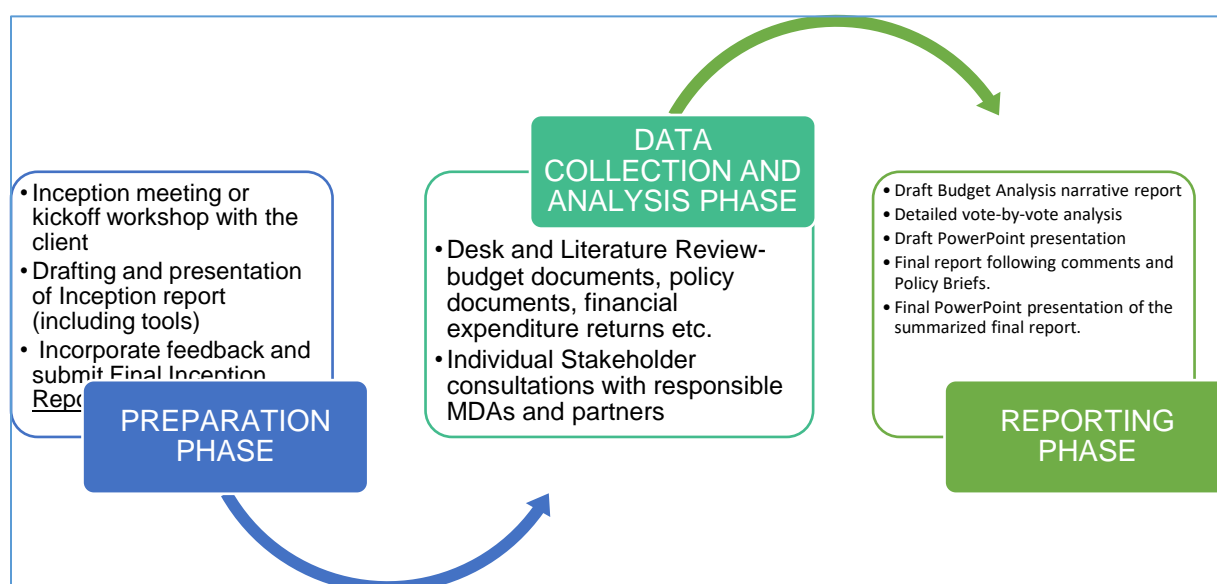 • Inception meeting or
kickoff workshop with the
client
• Drafting and presentation
of Inception report
(including tools)
• Incorporate feedback and
submit Final Inception
PREPARATION
PHASE
DATA
COLLECTION AND
ANALYSIS PHASE
• Desk and Literature Review-
budget documents, policy
documents, financial
expenditure returns etc.
• Individual Stakeholder
consultations with responsible
MDAs and partners
• Draft Budget Analysis narrative report
• Detailed vote-by-vote analysis
• Draft PowerPoint presentation
• Final report following comments and
Policy Briefs.
• Final PowerPoint presentation of the
summarized final report.
REPORTING
PHASE